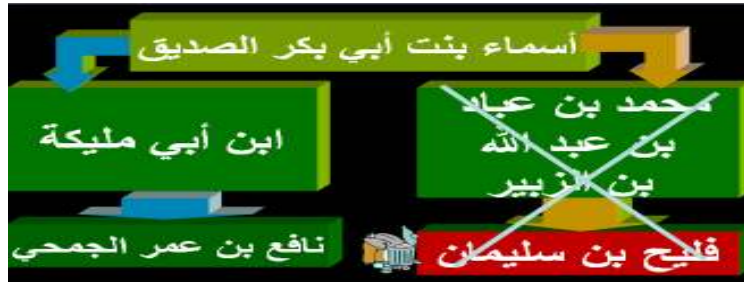 أسماء بنت أبي بكر الصديق
محمد بن عباد
بن عبد الله
بن الزبير
ابن أبي مليكة
فليح بن سليمان
نافع بن عمر الجمحي